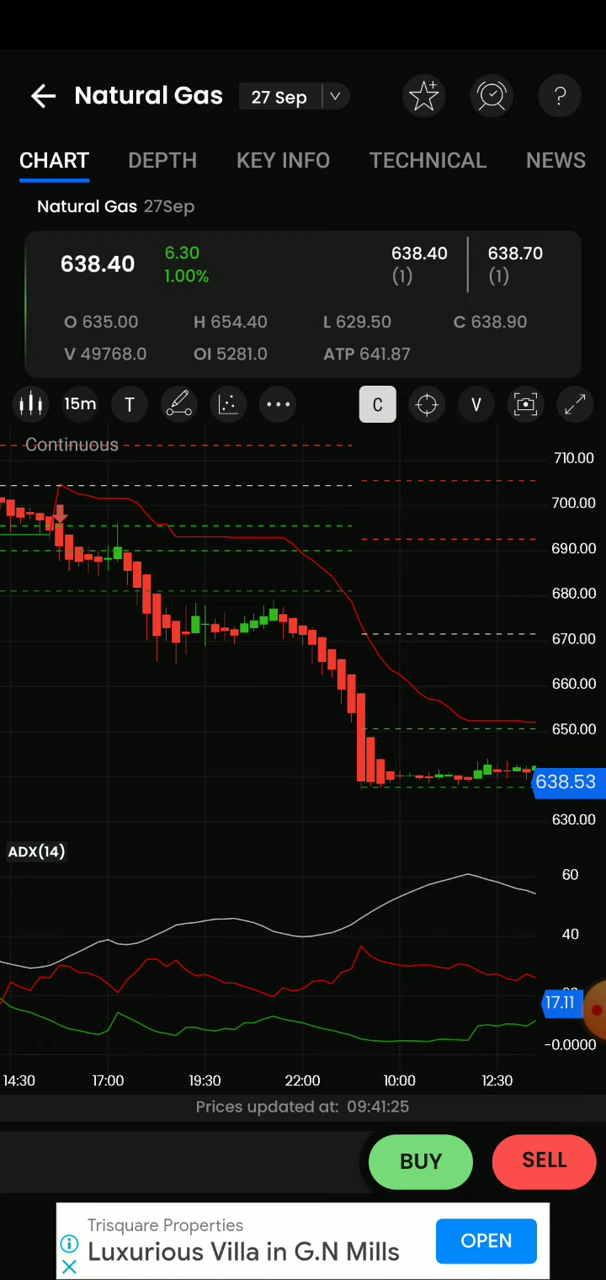 Natural Gas 27 Sep ?
CHART DEPTH KEY INFO TECHNICAL NEWS
Natural Gas 27Sep
638.40 6.30 638.40 638.70
1.00% (1) (1)
O 635.00 H 654.40 L 629.50 C 638.90
V 49768.0 OI 5281.0 ATP 641.87
15m T C V
Continuous
710.00
700.00
690.00
680.00
670.00
660.00
650.00
638.53
630.00
ADX(14)
60
40
17.11
-0.0000
14:30 17:00 19:30 22:00 10:00 12:30
Prices updated at: 09:41:25
BUY SELL
Trisquare Properties
Luxurious Villa in G.N Mills
OPEN